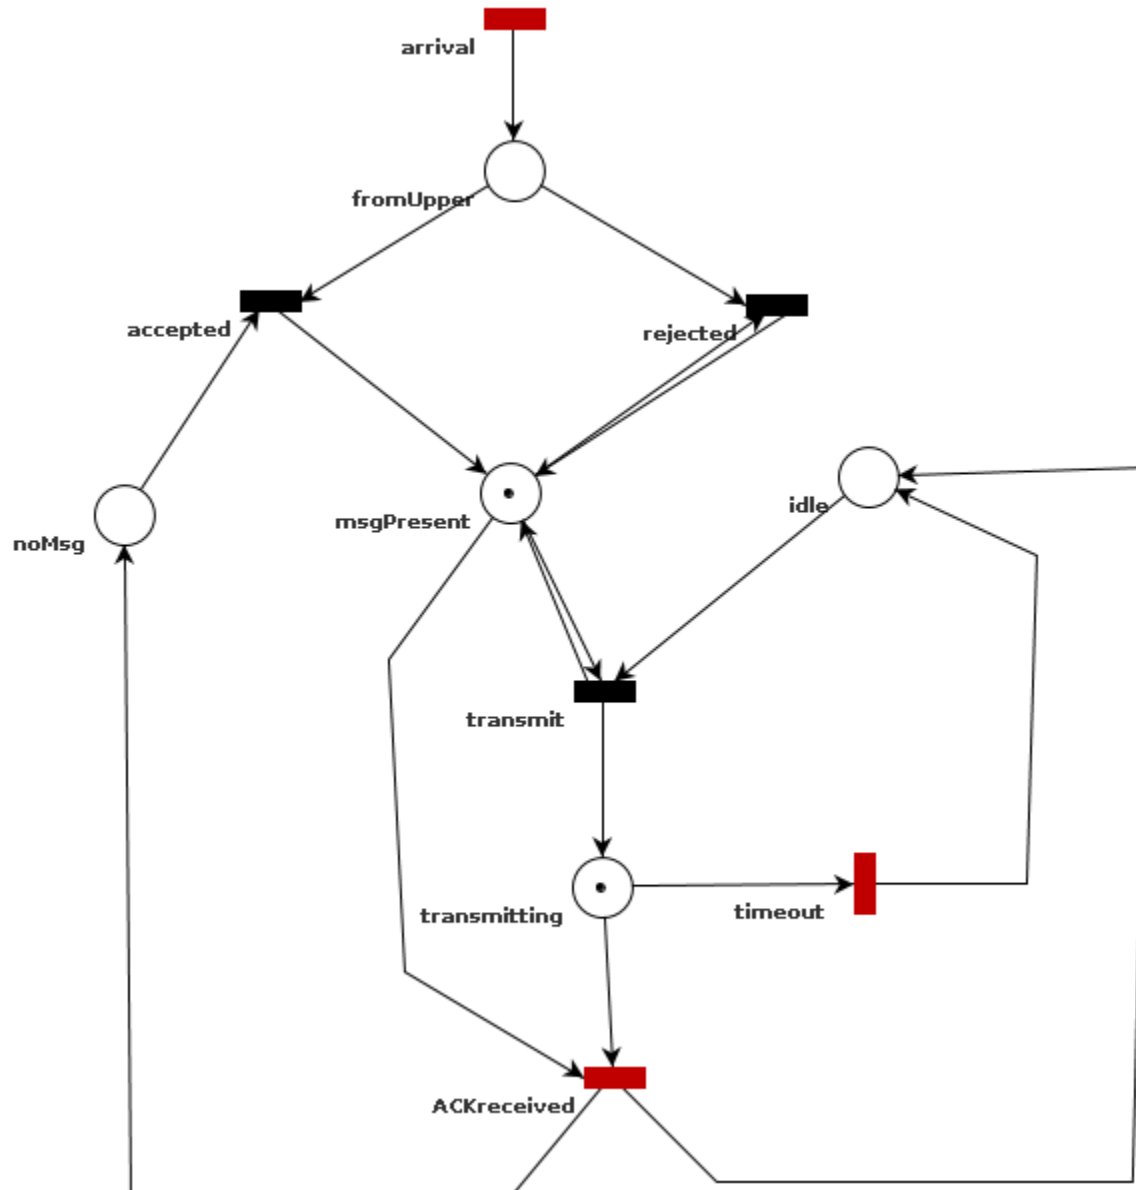 arrival
fromUpper
accepted
rejected
msgPresent
idle
noMsg
transmit
transmitting
timeout
ACKreceived